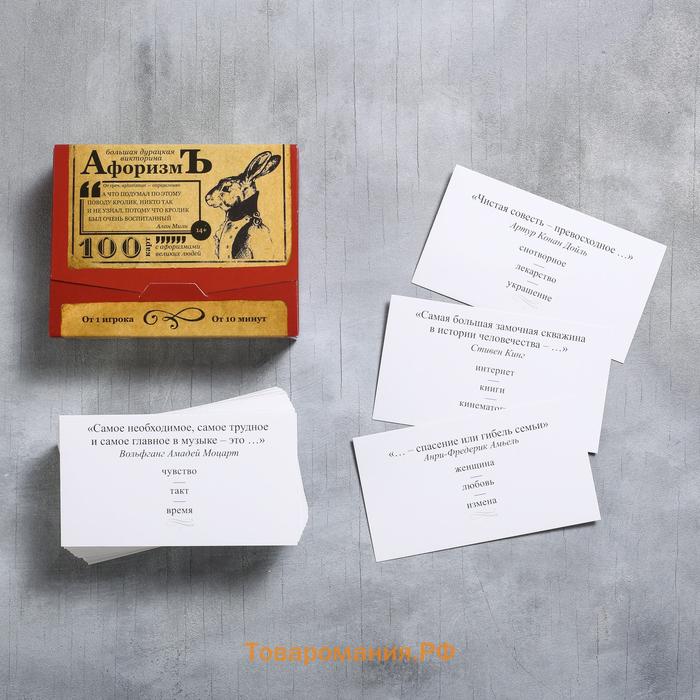 большая дурацкая
викторина
АфоризмЪ
А ЧТО ПОДУМАЛ ПО ЭТОМУ
ПОВОДУ КРОЛИК, НИКТО ТАК
И НЕ УЗНАЛ, ПОТОМУ ЧТО КРОЛИК
БЫЛ ОЧЕНЬ ВОСПИТАННЫЙ
Алан Милн
14+
100 карт
с афоризмами
великих людей
От 1 игрока
От 10 минут
«Чистая совесть – превосходное …»
Артур Конан Дойль
снотворное
лекарство
украшение
«Самая большая замочная скважина
в истории человечества – …»
Стивен Кинг
интернет
книги
кинематог
«… – спасение или гибель семьи»
Анри-Фредерик Амьель
женщина
любовь
измена
«Самое необходимое, самое трудное
и самое главное в музыке – это …»
Вольфганг Амадей Моцарт
чувство
такт
время
Товаромания.РФ